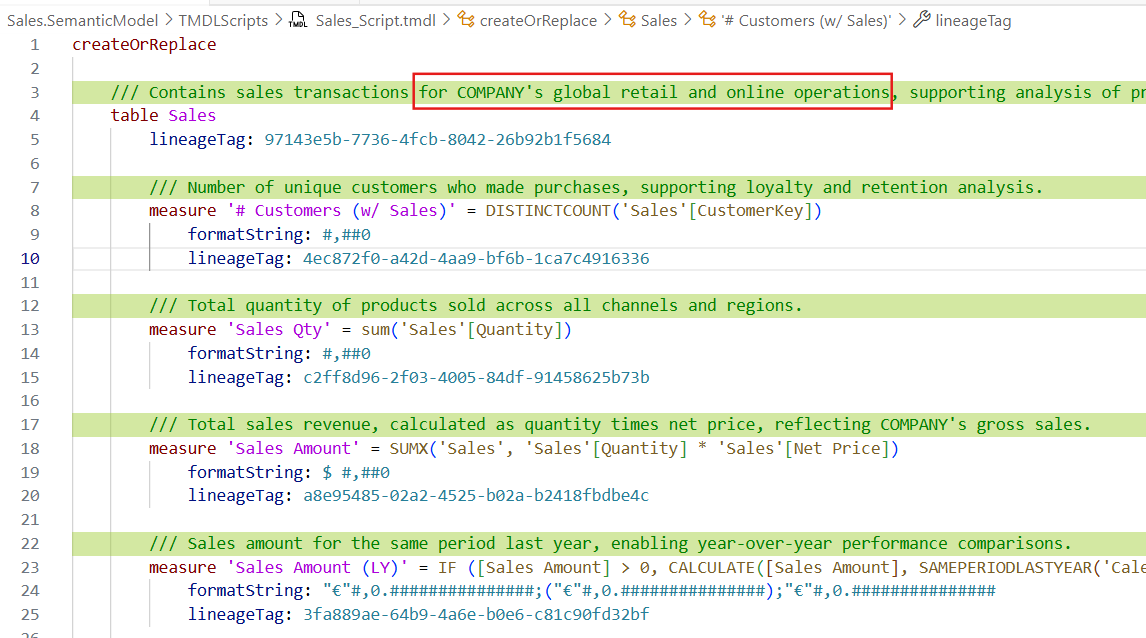 Sales.SemanticModel > TMDLScripts > TMDL Sales_Script.tmdl > createOrReplace > Sales > '# Customers (w/ Sales)' > lineageTag
1 createOrReplace
2
3 /// Contains sales transactions for COMPANY's global retail and online operations, supporting analysis of pr
4 table Sales
5 lineageTag: 97143e5b-7736-4fcb-8042-26b92b1f5684
6
7 /// Number of unique customers who made purchases, supporting loyalty and retention analysis.
8 measure '# Customers (w/ Sales)' = DISTINCTCOUNT('Sales'[CustomerKey])
9 formatString: #,##0
10 lineageTag: 4ec872f0-a42d-4aa9-bf6b-1ca7c4916336
11
12 /// Total quantity of products sold across all channels and regions.
13 measure 'Sales Qty' = sum('Sales'[Quantity])
14 formatString: #,##0
15 lineageTag: c2ff8d96-2f03-4005-84df-91458625b73b
16
17 /// Total sales revenue, calculated as quantity times net price, reflecting COMPANY's gross sales.
18 measure 'Sales Amount' = SUMX('Sales', 'Sales'[Quantity] * 'Sales'[Net Price])
19 formatString: $ #,##0
20 lineageTag: a8e95485-02a2-4525-b02a-b2418fbdbe4c
21
22 /// Sales amount for the same period last year, enabling year-over-year performance comparisons.
23 measure 'Sales Amount (LY)' = IF ([Sales Amount] > 0, CALCULATE([Sales Amount], SAMEPERIODLASTYEAR('Cale
24 formatString: "€"#,0.###############;("€"#,0.###############);"€"#,0.###############
25 lineageTag: 3fa889ae-64b9-4a6e-b0e6-c81c90fd32bf
26